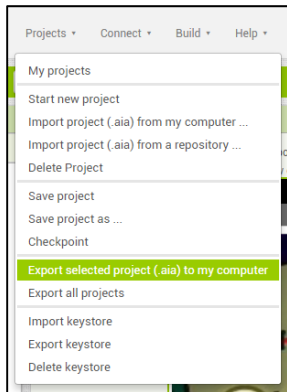 Projects Connect Build Help
My projects
Start new project
Import project (.aia) from my computer ...
Import project (.aia) from a repository ...
Delete Project
Save project
Save project as ...
Checkpoint
Export selected project (.aia) to my computer
Export all projects
Import keystore
Export keystore
Delete keystore